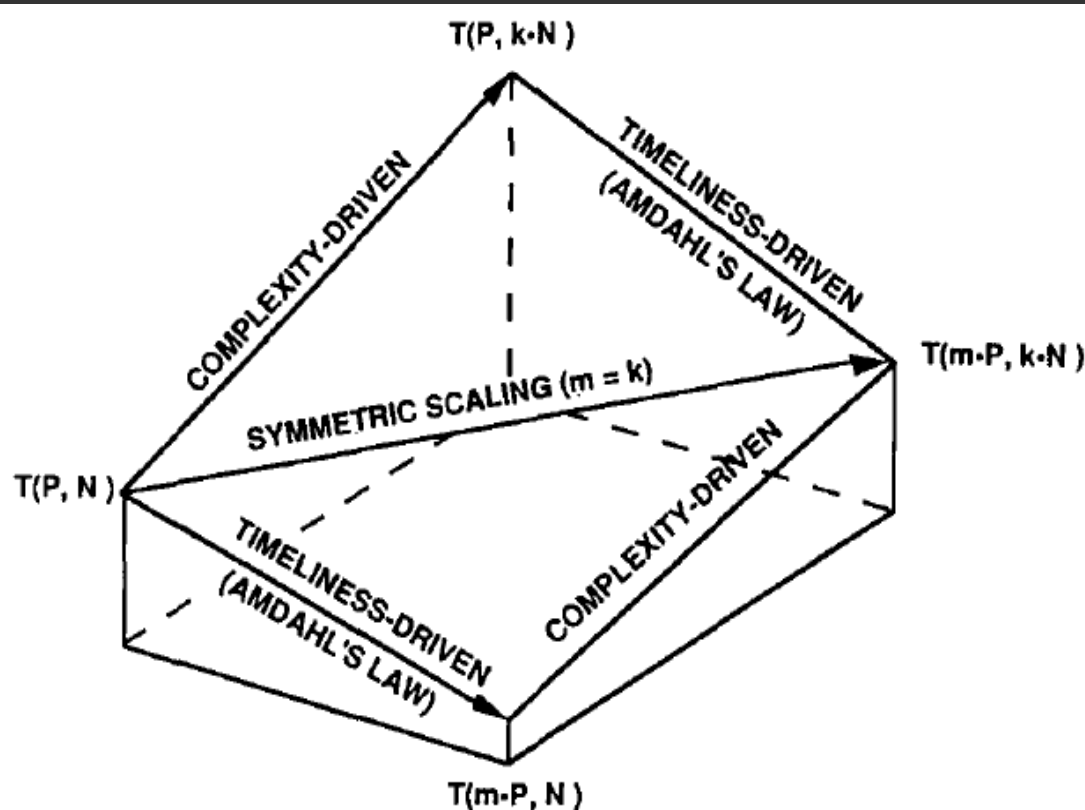 T(P, k•N )
COMPLEXITY-DRIVEN
TIMELINESS-DRIVEN
(AMDAHL'S LAW)
T(m•P, k•N )
SYMMETRIC SCALING (m = k)
T(P, N )
COMPLEXITY-DRIVEN
TIMELINESS-DRIVEN
(AMDAHL'S LAW)
T(m•P, N )